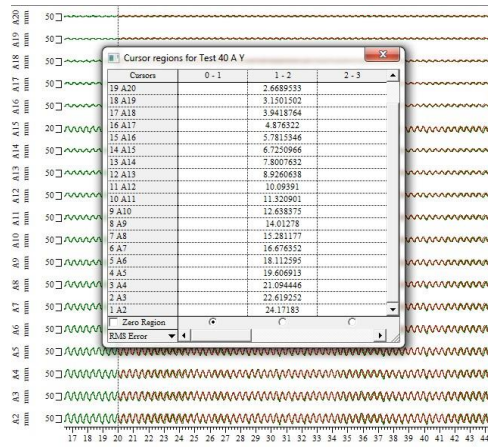 A20 mm 50
A19 mm 50
A18 mm 50
A17 mm 50
A16 mm 50
A15 mm 20
A14 mm 50
A13 mm 50
A12 mm 50
A11 mm 50
A10 mm 50
A9 mm 50
A8 mm 50
A7 mm 50
A6 mm 50
A5 mm 50
A4 mm 50
A3 mm 50
A2 mm 50
Cursor regions for Test 40 A Y
Cursors 0 - 1 1 - 2 2 - 3
19 A20 2.6689533
18 A19 3.1501502
17 A18 3.9418764
16 A17 4.876322
15 A16 5.7815346
14 A15 6.7250966
13 A14 7.8007632
12 A13 8.9260638
11 A12 10.09391
10 A11 11.320901
9 A10 12.638375
8 A9 14.01278
7 A8 15.281177
6 A7 16.676352
5 A6 18.112595
4 A5 19.606913
3 A4 21.094446
2 A3 22.619252
1 A2 24.17183
Zero Region
RMS Error
17 18 19 20 21 22 23 24 25 26 27 28 29 30 31 32 33 34 35 36 37 38 39 40 41 42 43